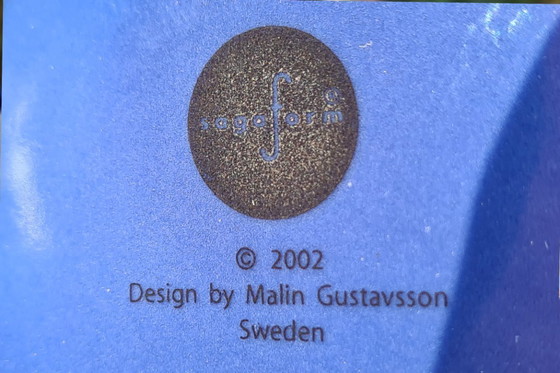 sagaform®
© 2002
Design by Malin Gustavsson
Sweden